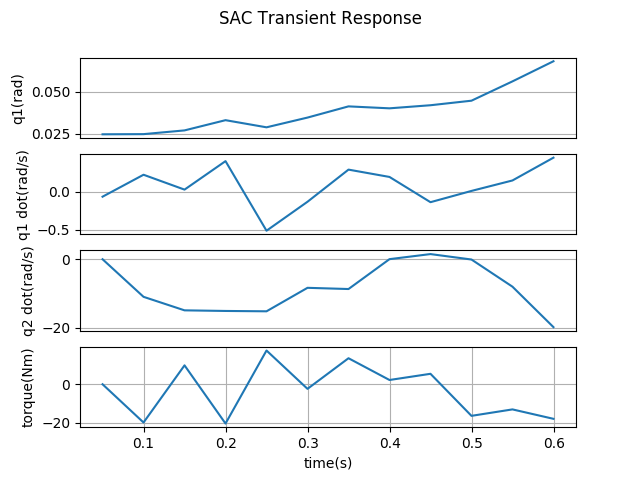 SAC Transient Response
q1(rad)
0.050
0.025
q1 dot(rad/s)
0.0
−0.5
q2 dot(rad/s)
0
−20
torque(Nm)
0
−20
0.1 0.2 0.3 0.4 0.5 0.6
time(s)